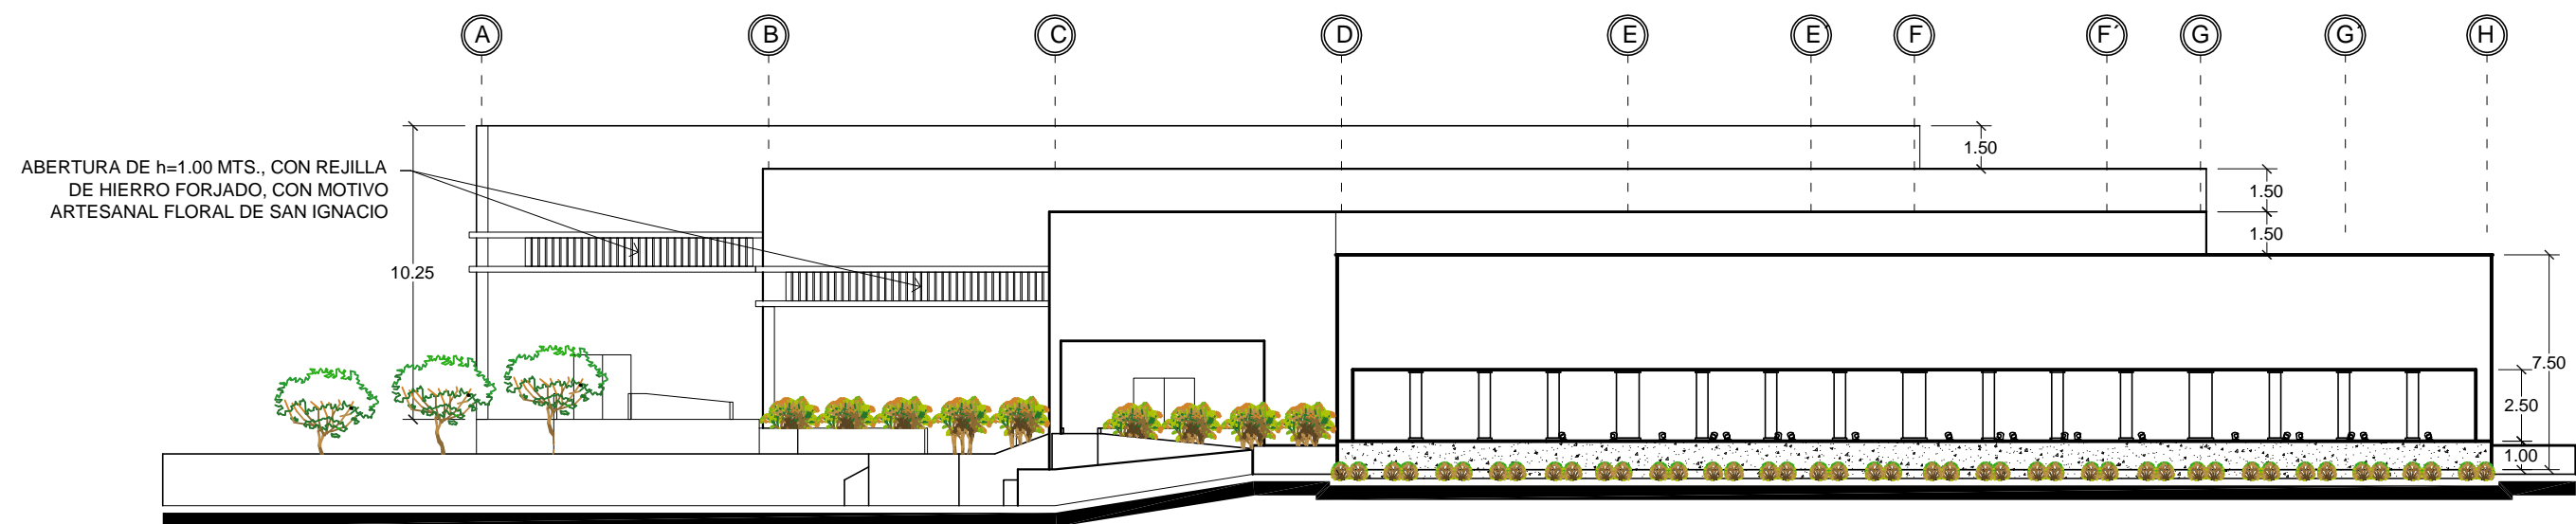 A B C D E E´ F F´ G G´ H
1.50
ABERTURA DE h=1.00 MTS., CON REJILLA
DE HIERRO FORJADO, CON MOTIVO
ARTESANAL FLORAL DE SAN IGNACIO
1.50
1.50
10.25
7.50
2.50
1.00